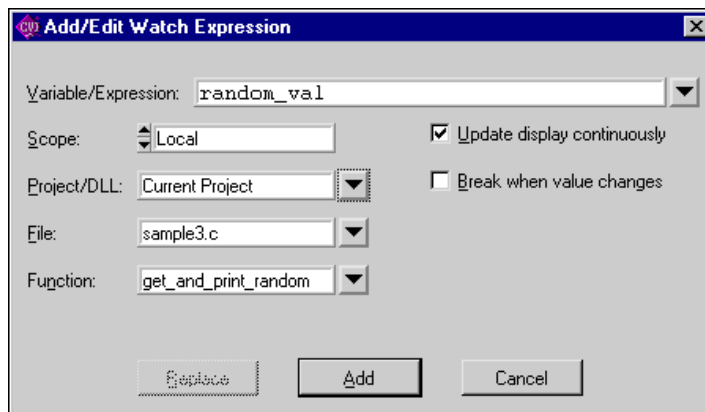 CVI Add/Edit Watch Expression
Variable/Expression: random_val
Scope: Local
Update display continuously
Project/DLL: Current Project
Break when value changes
File: sample3.c
Function: get_and_print_random
Replace Add Cancel